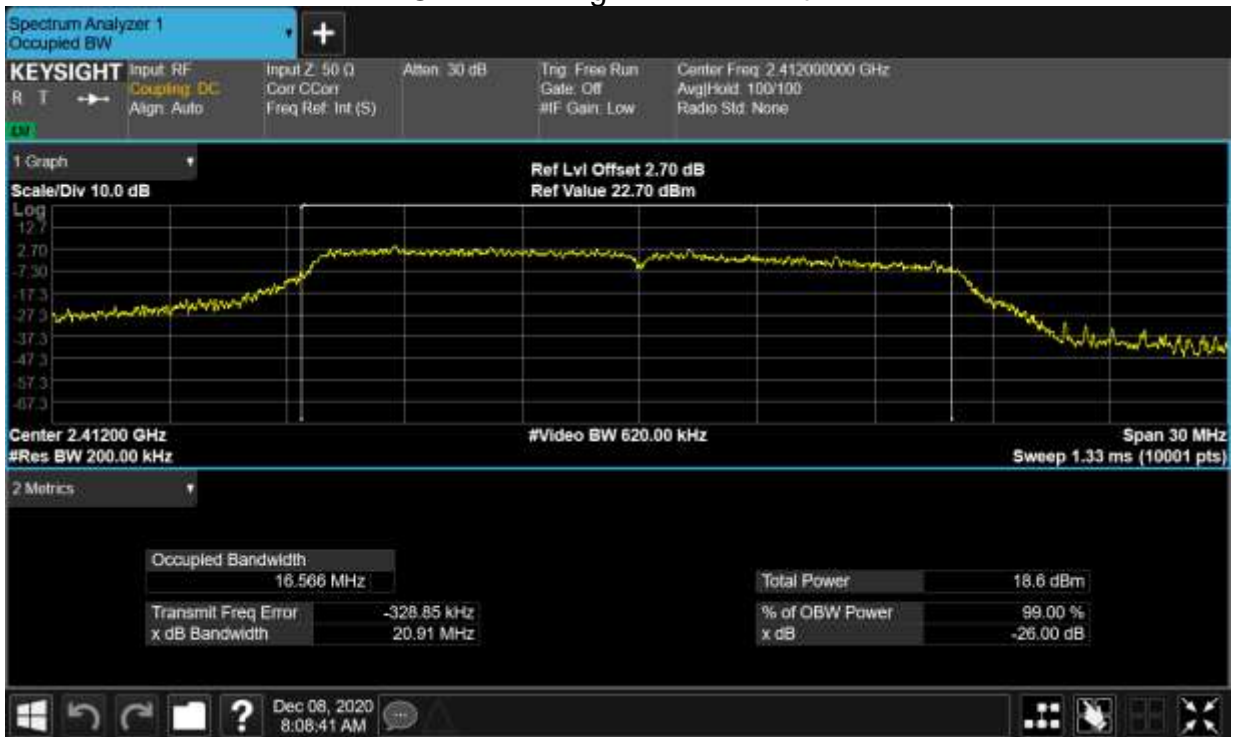 Spectrum Analyzer 1
Occupied BW
+
KEYSIGHT
R T
Input: RF
Coupling: DC
Align: Auto
Input Z: 50 Ω
Corr CCorr
Freq Ref: Int (S)
Atten: 30 dB
Trig: Free Run
Gate: Off
#IF Gain: Low
Center Freq: 2.412000000 GHz
Avg|Hold: 100/100
Radio Std: None
1 Graph
Scale/Div 10.0 dB
Ref Lvl Offset 2.70 dB
Ref Value 22.70 dBm
Log
12.7
2.70
-7.30
-17.3
-27.3
-37.3
-47.3
-57.3
-67.3
Center 2.41200 GHz
#Video BW 620.00 kHz
Span 30 MHz
#Res BW 200.00 kHz
Sweep 1.33 ms (10001 pts)
2 Metrics
Occupied Bandwidth
16.566 MHz
Total Power 18.6 dBm
Transmit Freq Error -328.85 kHz
% of OBW Power 99.00 %
x dB Bandwidth 20.91 MHz
x dB -26.00 dB
?
Dec 08, 2020
8:08:41 AM